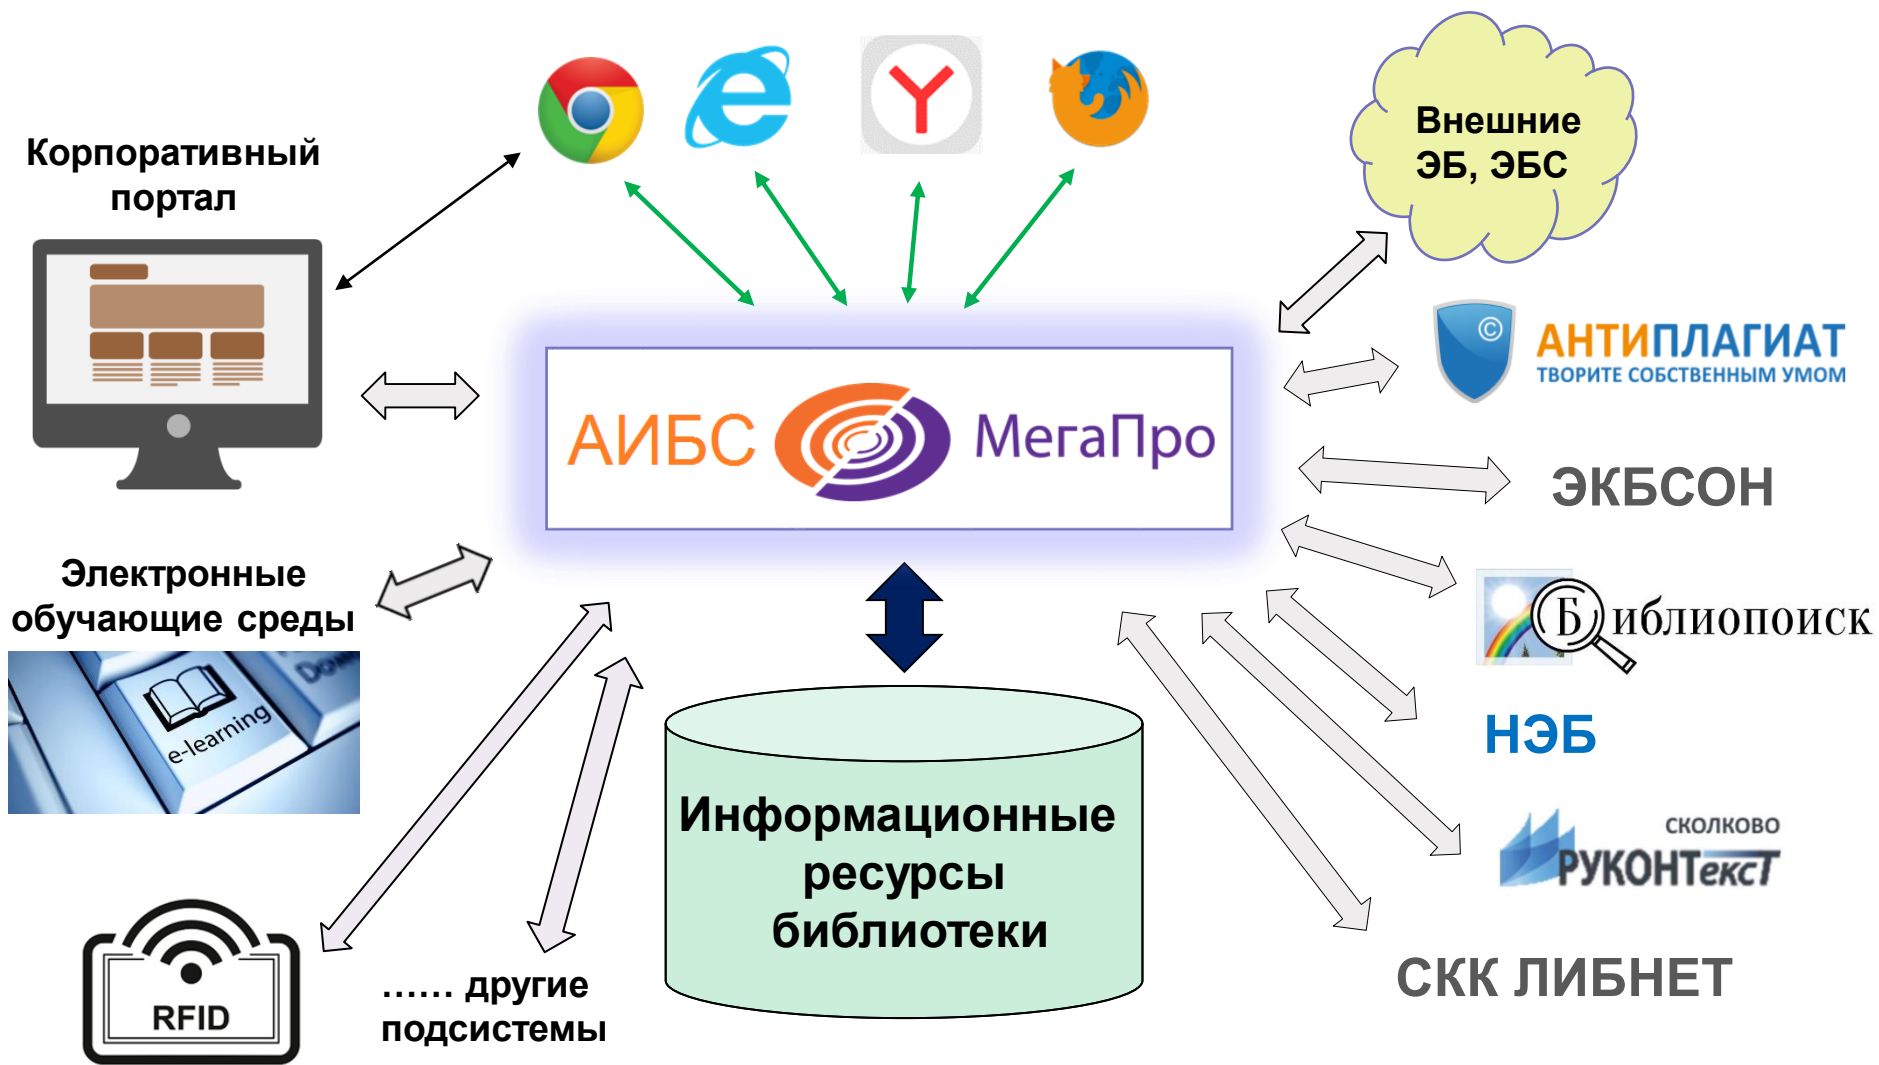 Корпоративный
портал
Внешние
ЭБ, ЭБС
©
АНТИПЛАГИАТ
ТВОРИТЕ СОБСТВЕННЫМ УМОМ
АИБС МегаПро
ЭКБСОН
Электронные
обучающие среды
e-learning
Библиопоиск
НЭБ
Информационные
ресурсы
библиотеки
СКОЛКОВО
РУКОНТекст
СКК ЛИБНЕТ
RFID
...... другие
подсистемы